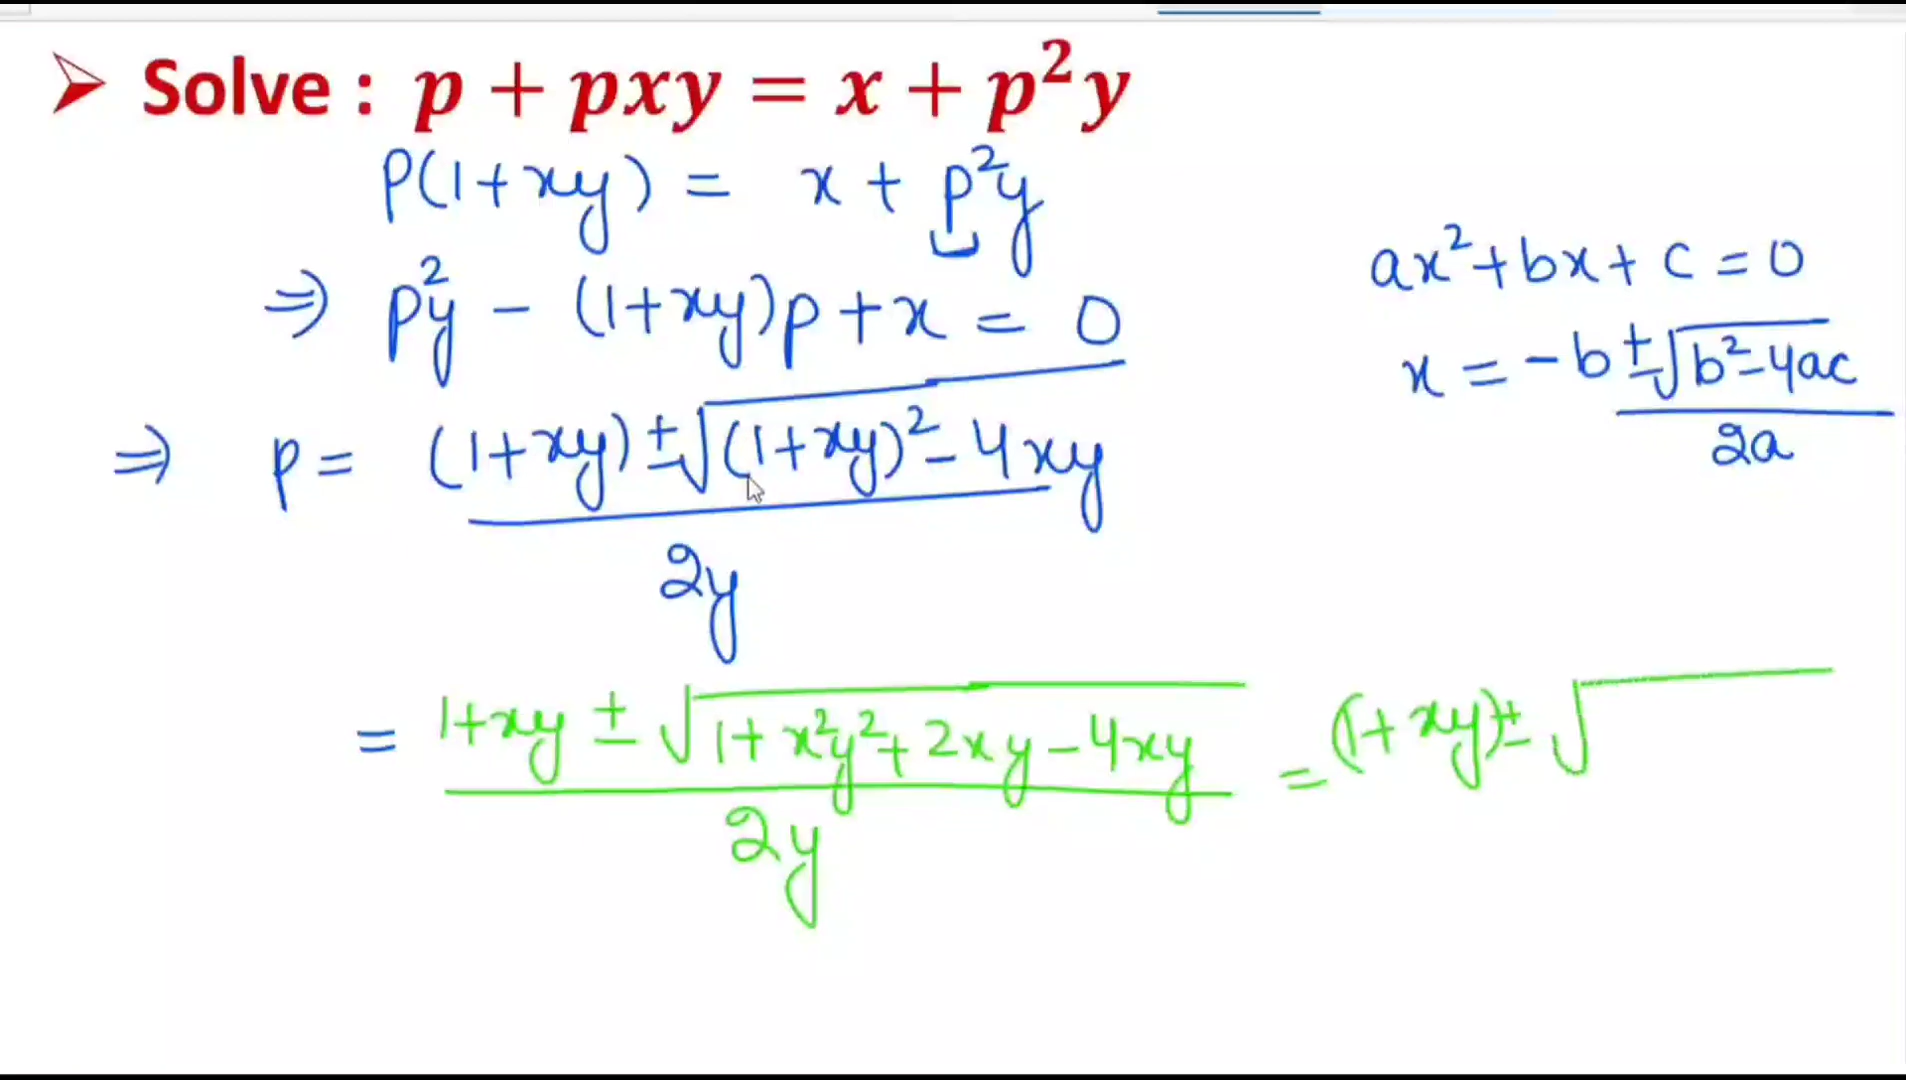 ➤ Solve : p + pxy = x + p²y
P(1+xy) = x + p²y
⇒ p²y - (1+xy)p + x = 0
ax² + bx + c = 0
x = -b ± √b² - 4ac
2a
⇒ p = (1+xy) ± √(1+xy)² - 4xy
2y
= 1+xy ± √1 + x²y² + 2xy - 4xy = (1+xy) ± √
2y